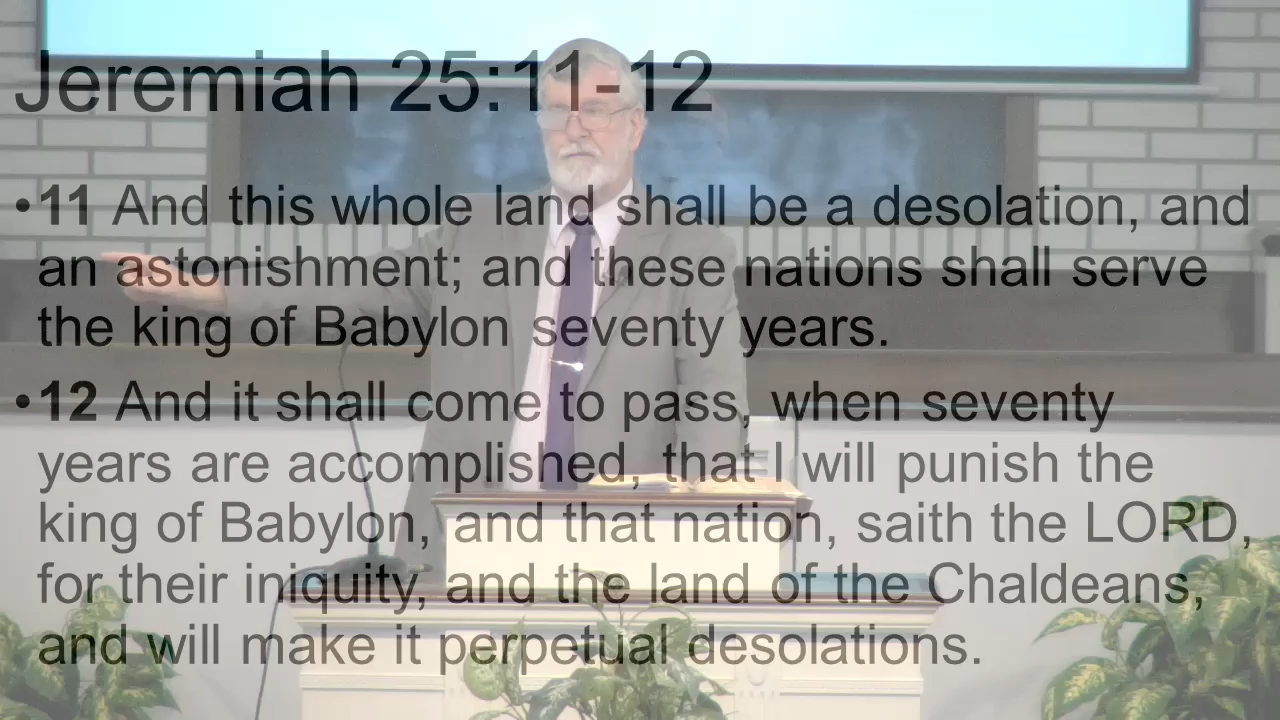 Jeremiah 25:11-12
•11 And this whole land shall be a desolation, and
an astonishment; and these nations shall serve
the king of Babylon seventy years.
•12 And it shall come to pass, when seventy
years are accomplished, that I will punish the
king of Babylon, and that nation, saith the LORD,
for their iniquity, and the land of the Chaldeans,
and will make it perpetual desolations.